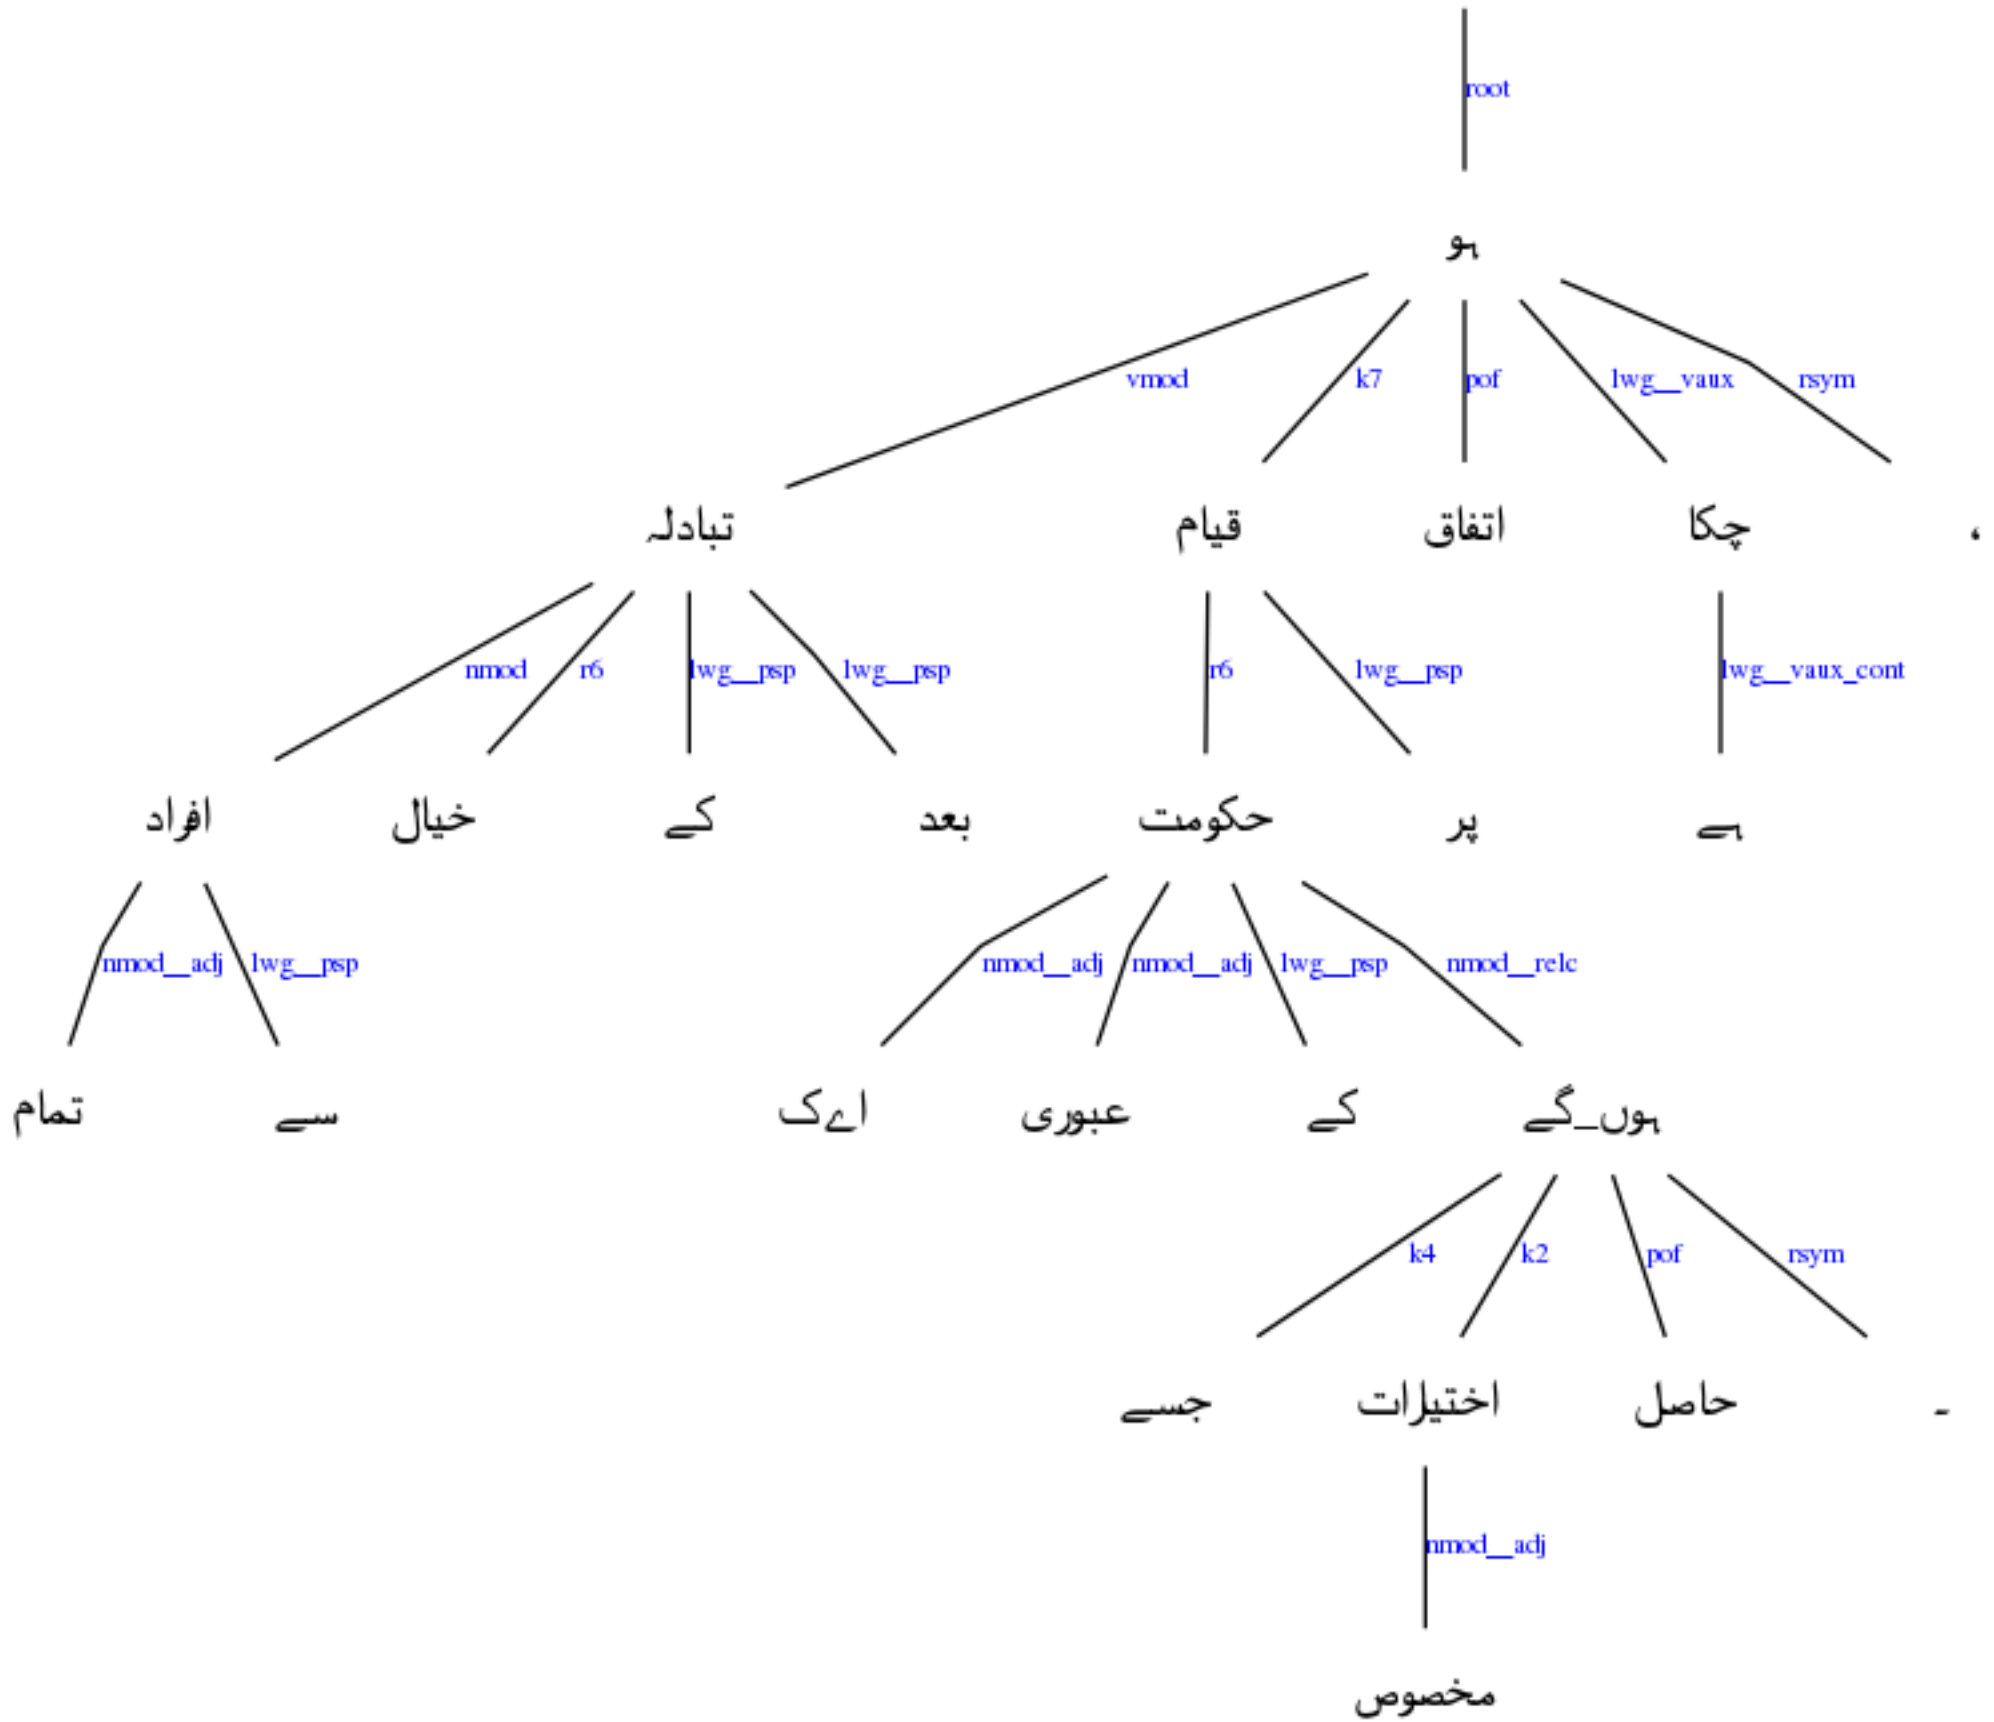 root
ہو
vmod k7 pof lwg__vaux rsym
تبادلہ قیام اتفاق چکا ،
nmod r6 lwg__psp lwg__psp r6 lwg__psp lwg__vaux_cont
افراد خیال کے بعد حکومت پر ہے
nmod__adj lwg__psp nmod__adj nmod__adj lwg__psp nmod__relc
تمام سے اےک عبوری کے ہوں_گے
k4 k2 pof rsym
جسے اختیارات حاصل ۔
nmod__adj
مخصوص